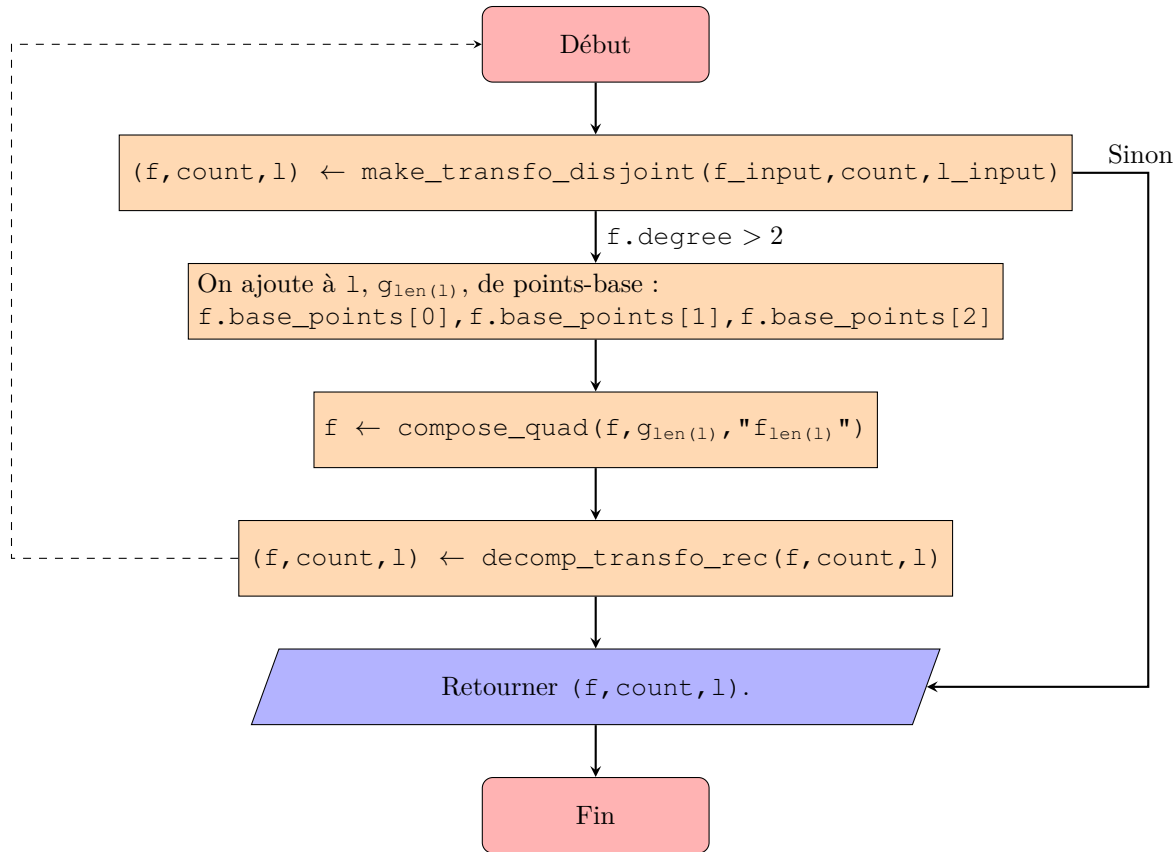 Début
(f,count,l) ← make_transfo_disjoint(f_input,count,l_input)
Sinon
f.degree > 2
On ajoute à l, g_len(l), de points-base :
f.base_points[0],f.base_points[1],f.base_points[2]
f ← compose_quad(f,g_len(l),"f_len(l)")
(f,count,l) ← decomp_transfo_rec(f,count,l)
Retourner (f,count,l).
Fin